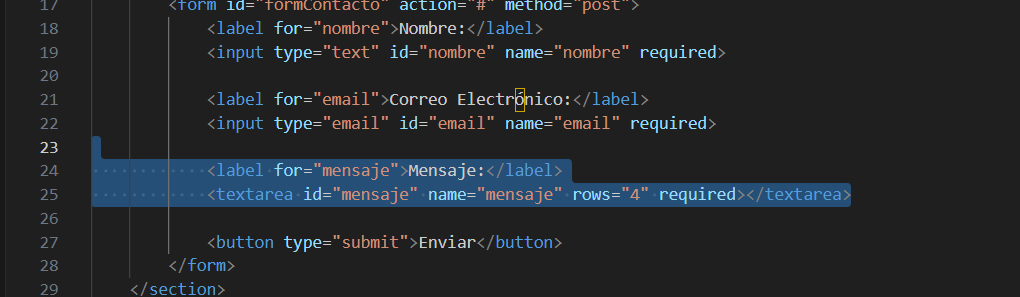 17 <form id="formContacto" action="#" method="post">
18 <label for="nombre">Nombre:</label>
19 <input type="text" id="nombre" name="nombre" required>
20
21 <label for="email">Correo Electrónico:</label>
22 <input type="email" id="email" name="email" required>
23
24 <label for="mensaje">Mensaje:</label>
25 <textarea id="mensaje" name="mensaje" rows="4" required></textarea>
26
27 <button type="submit">Enviar</button>
28 </form>
29 </section>